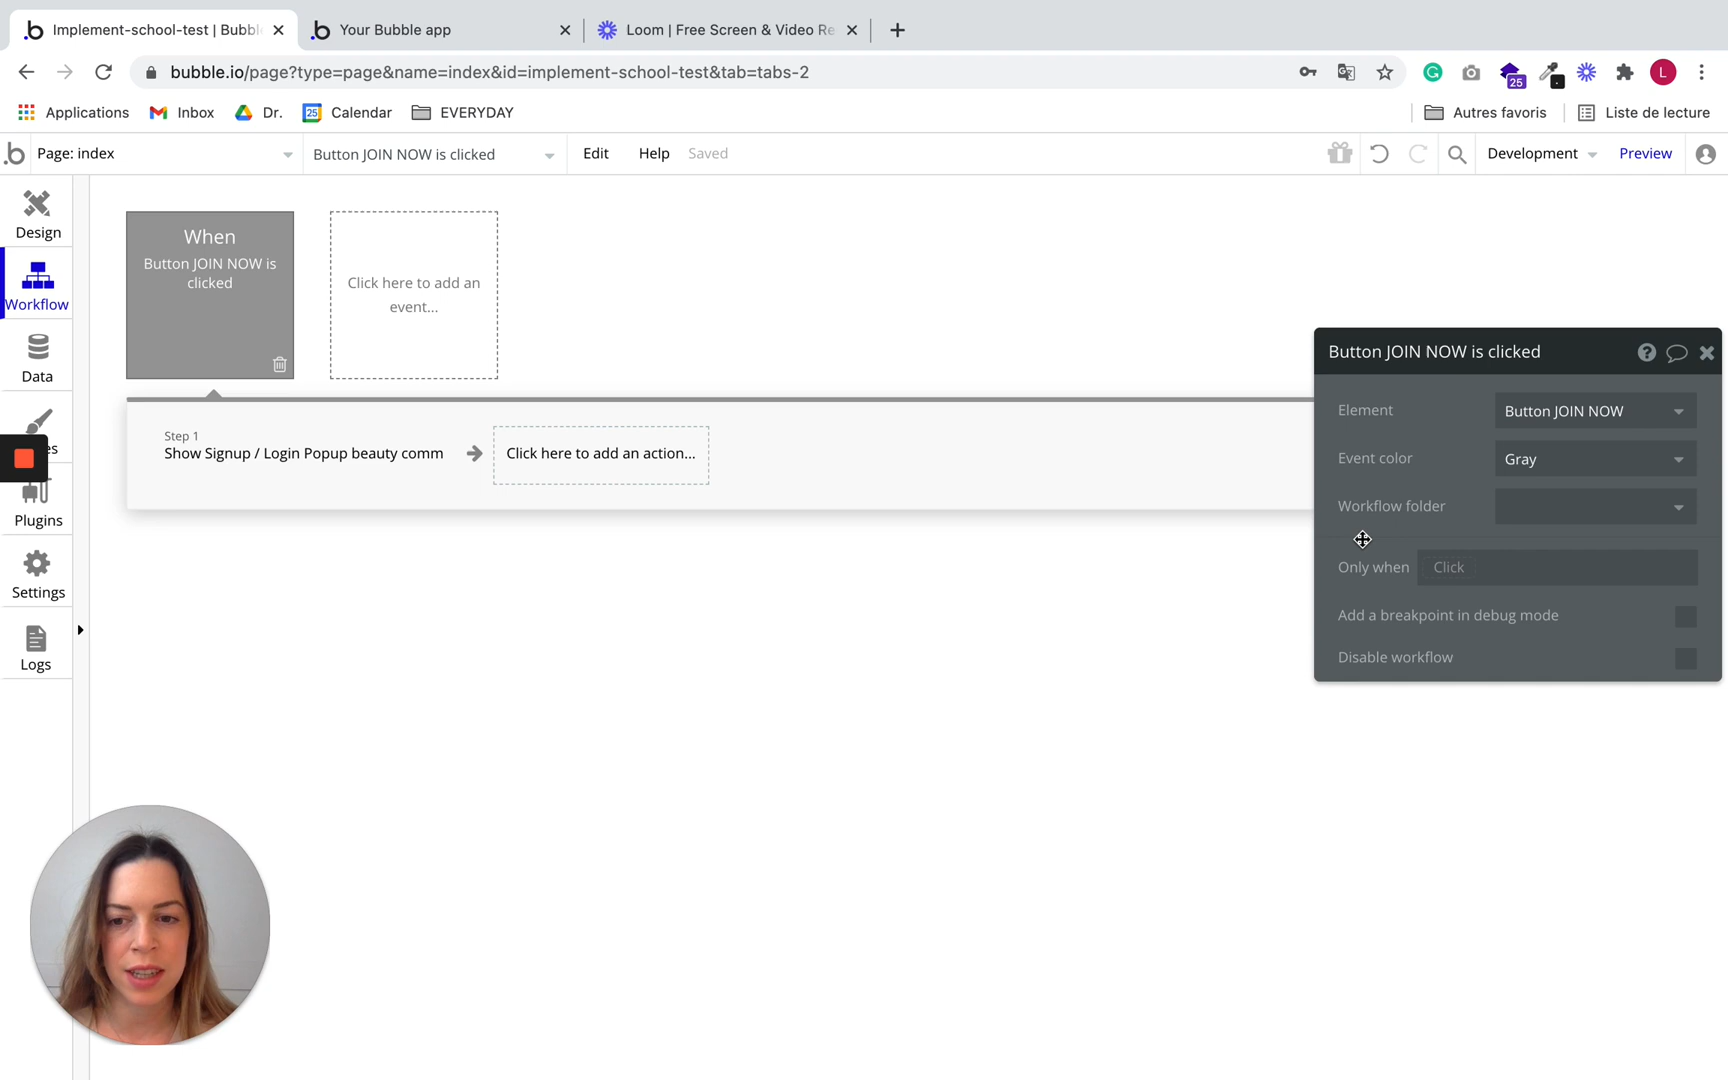 Implement-school-test | Bubbl
Your Bubble app
Loom | Free Screen & Video Re
bubble.io/page?type=page&name=index&id=implement-school-test&tab=tabs-2
25
L
Applications
Inbox
Dr.
25
Calendar
EVERYDAY
Autres favoris
Liste de lecture
Page: index
Button JOIN NOW is clicked
Edit
Help
Saved
Development
Preview
Design
Workflow
Data
es
Plugins
Settings
Logs
When
Button JOIN NOW is
clicked
Click here to add an
event...
Step 1
Show Signup / Login Popup beauty comm
Click here to add an action...
Button JOIN NOW is clicked
Element
Button JOIN NOW
Event color
Gray
Workflow folder
Only when
Click
Add a breakpoint in debug mode
Disable workflow